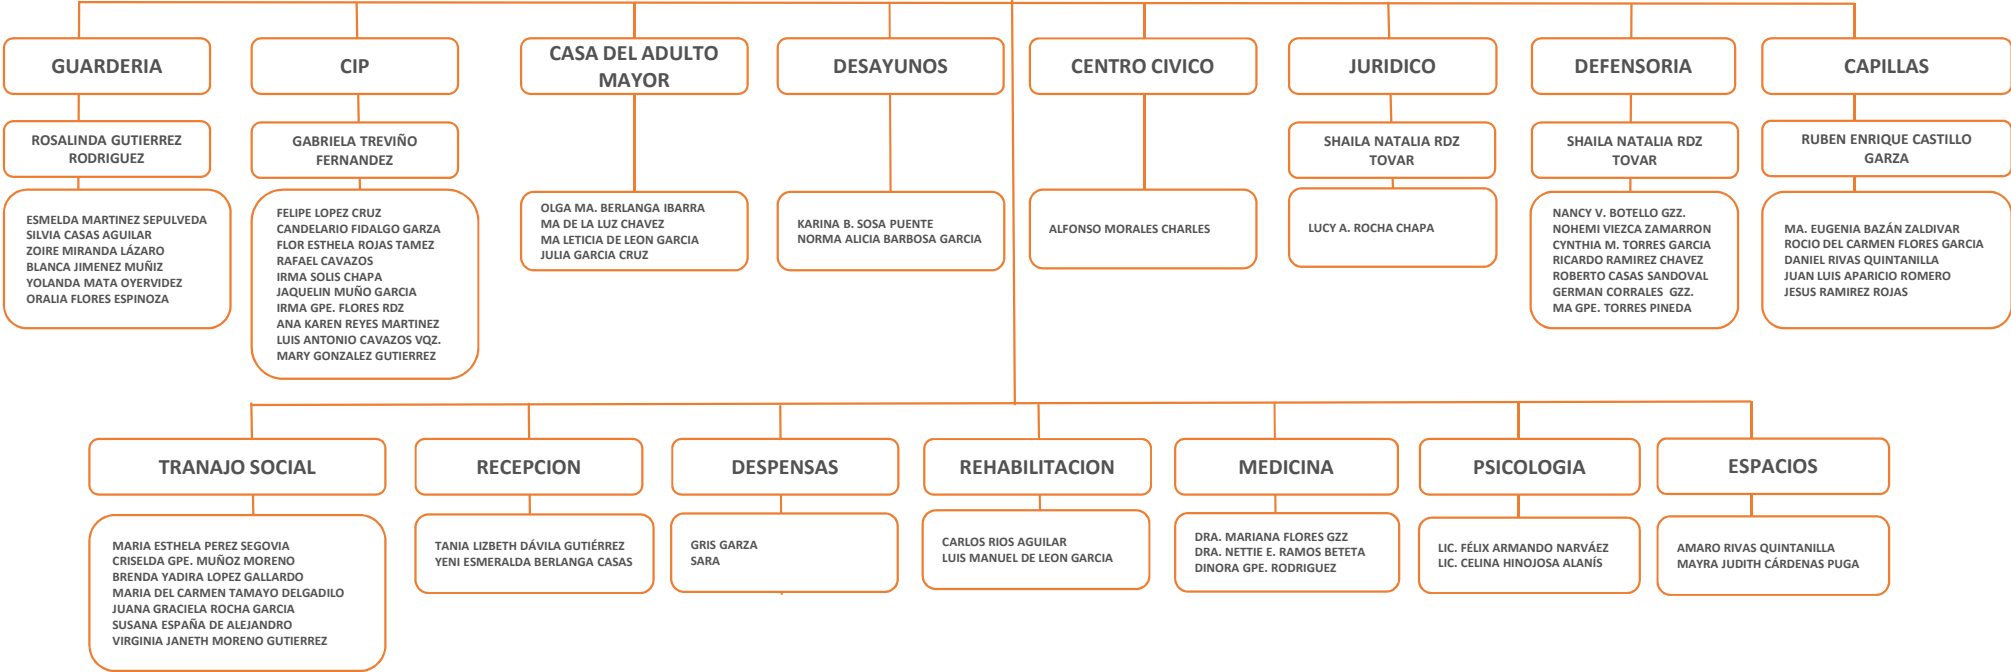 GUARDERIA
CIP
CASA DEL ADULTO
MAYOR
DESAYUNOS
CENTRO CIVICO
JURIDICO
DEFENSORIA
CAPILLAS
ROSALINDA GUTIERREZ
RODRIGUEZ
GABRIELA TREVIÑO
FERNANDEZ
SHAILA NATALIA RDZ
TOVAR
SHAILA NATALIA RDZ
TOVAR
RUBEN ENRIQUE CASTILLO
GARZA
ESMELDA MARTINEZ SEPULVEDA
SILVIA CASAS AGUILAR
ZOIRE MIRANDA LÁZARO
BLANCA JIMENEZ MUÑIZ
YOLANDA MATA OYERVIDEZ
ORALIA FLORES ESPINOZA
FELIPE LOPEZ CRUZ
CANDELARIO FIDALGO GARZA
FLOR ESTHELA ROJAS TAMEZ
RAFAEL CAVAZOS
IRMA SOLIS CHAPA
JAQUELIN MUÑO GARCIA
IRMA GPE. FLORES RDZ
ANA KAREN REYES MARTINEZ
LUIS ANTONIO CAVAZOS VQZ.
MARY GONZALEZ GUTIERREZ
OLGA MA. BERLANGA IBARRA
MA DE LA LUZ CHAVEZ
MA LETICIA DE LEON GARCIA
JULIA GARCIA CRUZ
KARINA B. SOSA PUENTE
NORMA ALICIA BARBOSA GARCIA
ALFONSO MORALES CHARLES
LUCY A. ROCHA CHAPA
NANCY V. BOTELLO GZZ.
NOHEMI VIEZCA ZAMARRON
CYNTHIA M. TORRES GARCIA
RICARDO RAMIREZ CHAVEZ
ROBERTO CASAS SANDOVAL
GERMAN CORRALES GZZ.
MA GPE. TORRES PINEDA
MA. EUGENIA BAZÁN ZALDIVAR
ROCIO DEL CARMEN FLORES GARCIA
DANIEL RIVAS QUINTANILLA
JUAN LUIS APARICIO ROMERO
JESUS RAMIREZ ROJAS
TRANAJO SOCIAL
RECEPCION
DESPENSAS
REHABILITACION
MEDICINA
PSICOLOGIA
ESPACIOS
MARIA ESTHELA PEREZ SEGOVIA
CRISELDA GPE. MUÑOZ MORENO
BRENDA YADIRA LOPEZ GALLARDO
MARIA DEL CARMEN TAMAYO DELGADILO
JUANA GRACIELA ROCHA GARCIA
SUSANA ESPAÑA DE ALEJANDRO
VIRGINIA JANETH MORENO GUTIERREZ
TANIA LIZBETH DÁVILA GUTIÉRREZ
YENI ESMERALDA BERLANGA CASAS
GRIS GARZA
SARA
CARLOS RIOS AGUILAR
LUIS MANUEL DE LEON GARCIA
DRA. MARIANA FLORES GZZ
DRA. NETTIE E. RAMOS BETETA
DINORA GPE. RODRIGUEZ
LIC. FÉLIX ARMANDO NARVÁEZ
LIC. CELINA HINOJOSA ALANÍS
AMARO RIVAS QUINTANILLA
MAYRA JUDITH CÁRDENAS PUGA